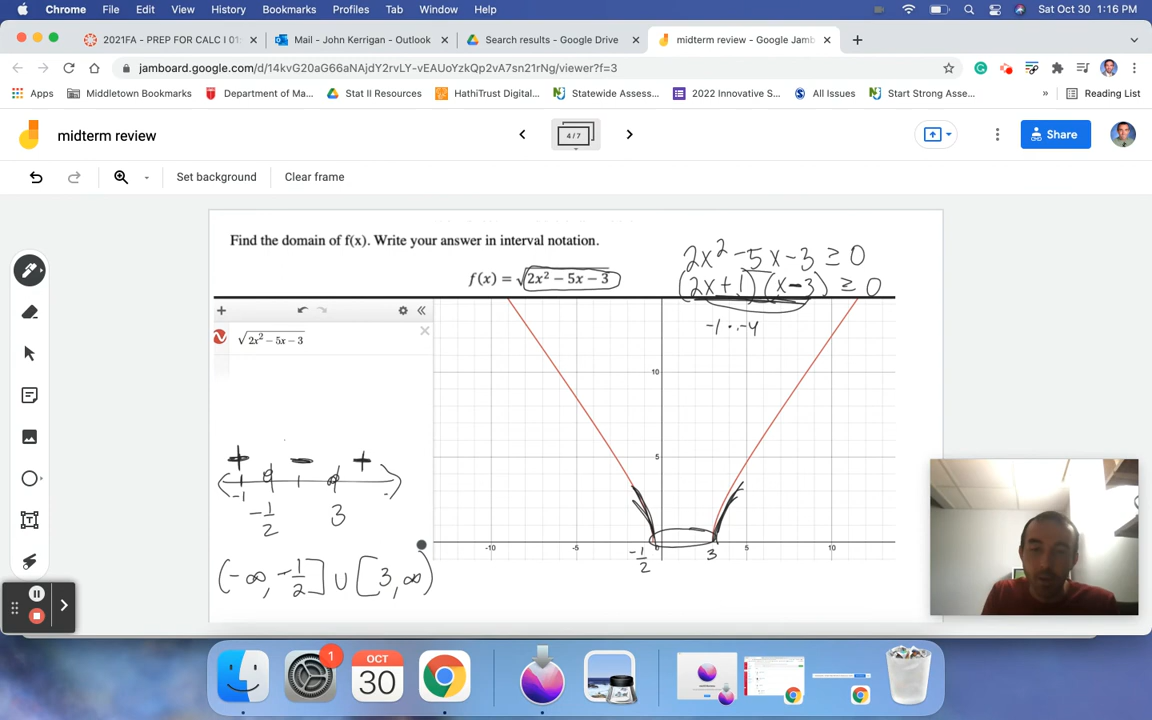 Chrome File Edit View History Bookmarks Profiles Tab Window Help Sat Oct 30 1:16 PM
2021FA - PREP FOR CALC I 01: Mail - John Kerrigan - Outlook Search results - Google Drive midterm review - Google Jamb
jamboard.google.com/d/14kvG20aG66aNAjdY2rvLY-vEAUoYzkQp2vA7sn21rNg/viewer?f=3
Apps Middletown Bookmarks Department of Ma... Stat II Resources HathiTrust Digital... Statewide Assess... 2022 Innovative S... All Issues Start Strong Asse... » Reading List
midterm review
4/7
Share
Set background Clear frame
Find the domain of f(x). Write your answer in interval notation.
f(x) = √2x² − 5x − 3
2x² − 5x − 3 ≥ 0
(2x + 1)(x − 3) ≥ 0
√2x² − 5x − 3
-1 · -4
10
5
+ − +
-1
-1/2 3
-10 -5 0 5 10
-1/2 3
(-∞, -1/2] ∪ [3, ∞)
1
OCT
30